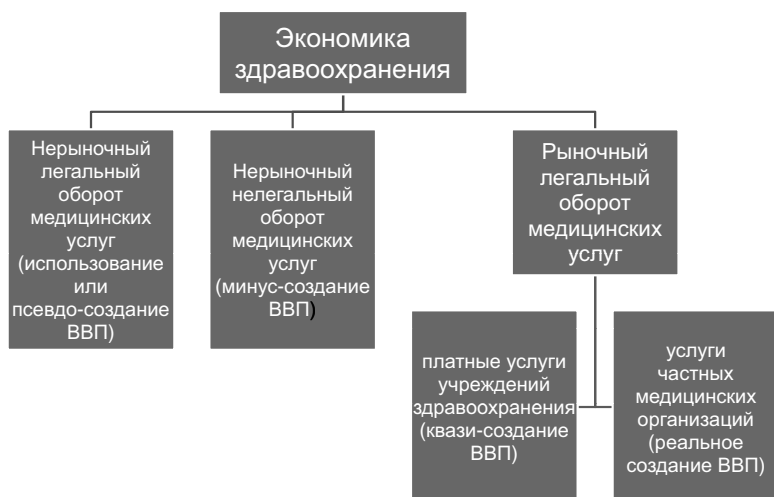 Экономика
здравоохранения
Нерыночный
легальный
оборот
медицинских
услуг
(использование
или
псевдо-создание
ВВП)
Нерыночный
нелегальный
оборот
медицинских
услуг
(минус-создание
ВВП)
Рыночный
легальный
оборот
медицинских
услуг
платные услуги
учреждений
здравоохранения
(квази-создание
ВВП)
услуги
частных
медицинских
организаций
(реальное
создание ВВП)